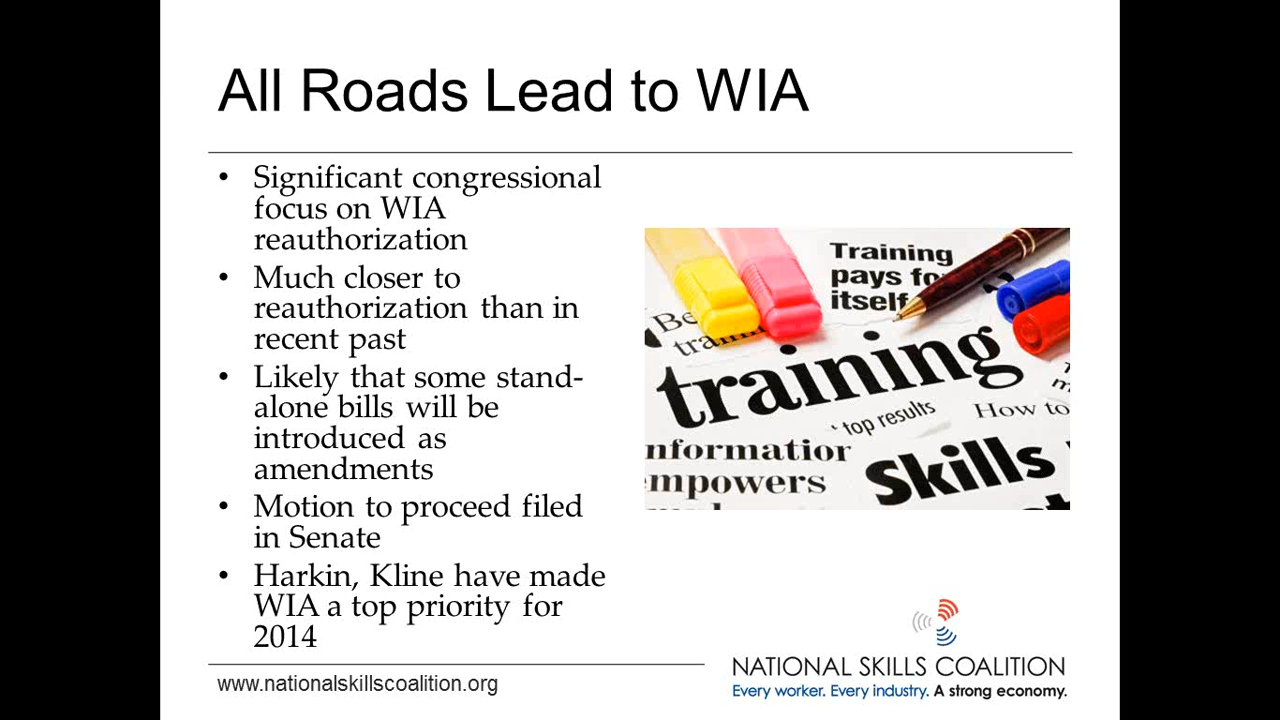 All Roads Lead to WIA
• Significant congressional
focus on WIA
reauthorization
• Much closer to
reauthorization than in
recent past
• Likely that some stand-
alone bills will be
introduced as
amendments
• Motion to proceed filed
in Senate
• Harkin, Kline have made
WIA a top priority for
2014
Training
pays
itself
training
top results
How to
Skills
www.nationalskillscoalition.org
NATIONAL SKILLS COALITION
Every worker. Every industry. A strong economy.